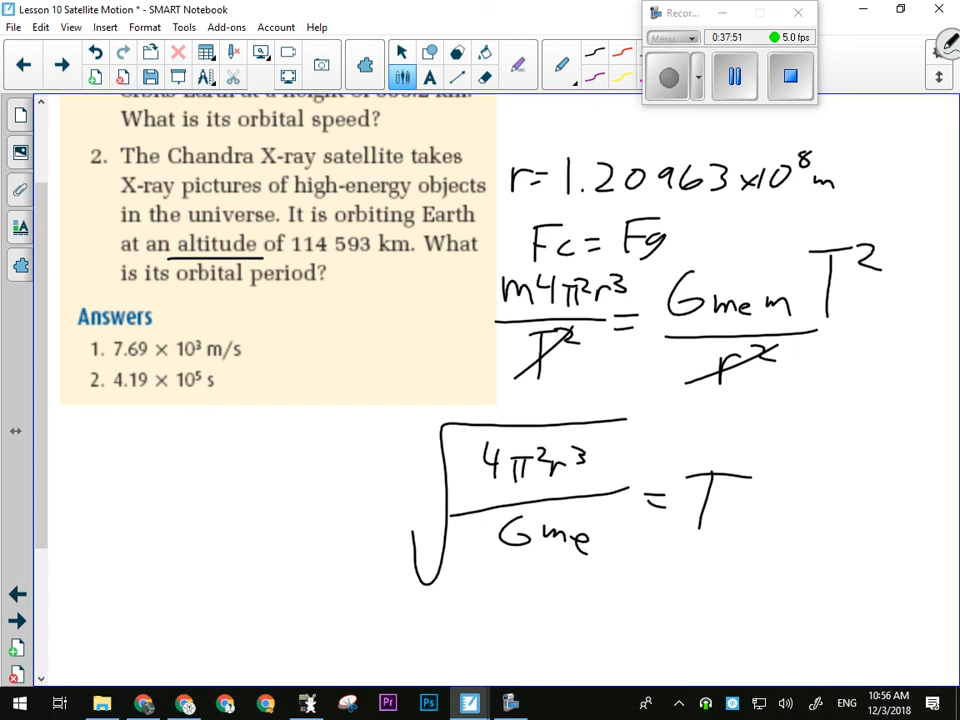 Lesson 10 Satellite Motion * - SMART Notebook
Recor...
File Edit View Insert Format Tools Add-ons Account Help
Menu 0:37:51 5.0 fps
What is its orbital speed?
2. The Chandra X-ray satellite takes
X-ray pictures of high-energy objects
in the universe. It is orbiting Earth
at an altitude of 114 593 km. What
is its orbital period?
Answers
1. 7.69 × 10³ m/s
2. 4.19 × 10⁵ s
r = 1.20963 x10⁸ m
Fc = Fg
m4π²r³ / T² = Gmem / r² T²
√ 4π²r³ / Gme = T
ENG
10:56 AM
12/3/2018